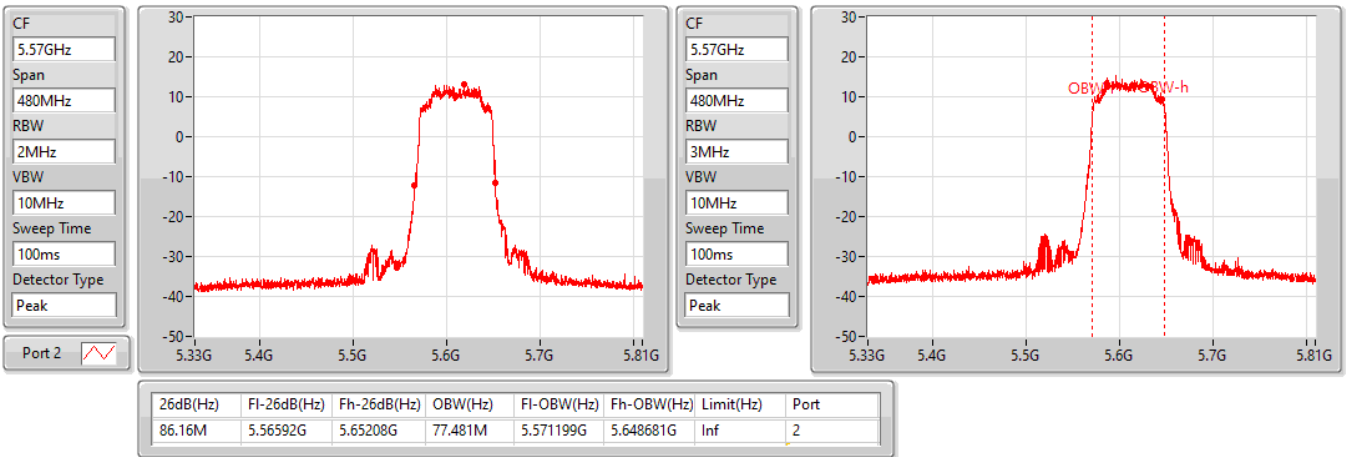 CF
5.57GHz
Span
480MHz
RBW
2MHz
VBW
10MHz
Sweep Time
100ms
Detector Type
Peak
Port 2
30
20
10
0
-10
-20
-30
-40
-50
5.33G 5.4G 5.5G 5.6G 5.7G 5.81G
CF
5.57GHz
Span
480MHz
RBW
3MHz
VBW
10MHz
Sweep Time
100ms
Detector Type
Peak
30
20
10
0
-10
-20
-30
-40
-50
OBW-h
5.33G 5.4G 5.5G 5.6G 5.7G 5.81G
26dB(Hz) Fl-26dB(Hz) Fh-26dB(Hz) OBW(Hz) Fl-OBW(Hz) Fh-OBW(Hz) Limit(Hz) Port
86.16M 5.56592G 5.65208G 77.481M 5.571199G 5.648681G Inf 2